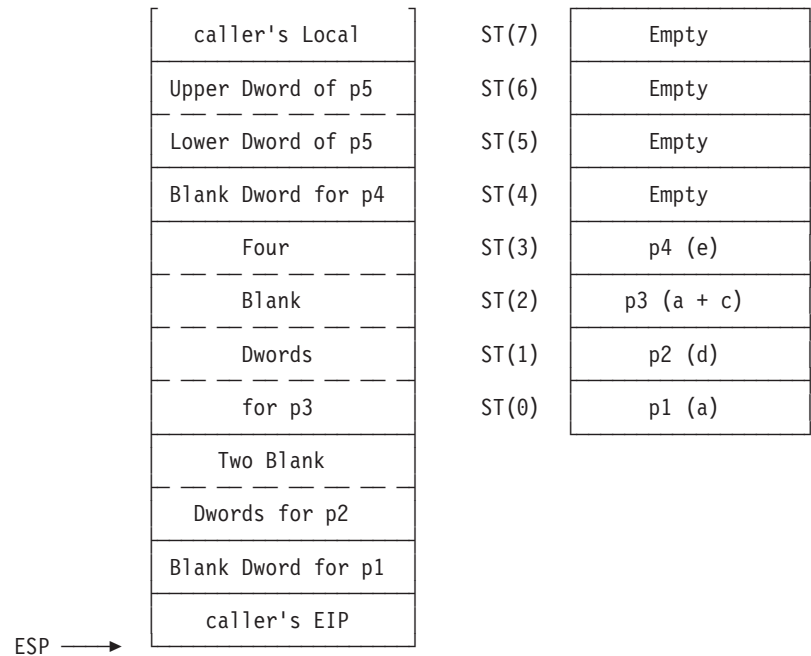 caller's Local ST(7) Empty
Upper Dword of p5 ST(6) Empty
Lower Dword of p5 ST(5) Empty
Blank Dword for p4 ST(4) Empty
Four ST(3) p4 (e)
Blank ST(2) p3 (a + c)
Dwords ST(1) p2 (d)
for p3 ST(0) p1 (a)
Two Blank
Dwords for p2
Blank Dword for p1
caller's EIP
ESP